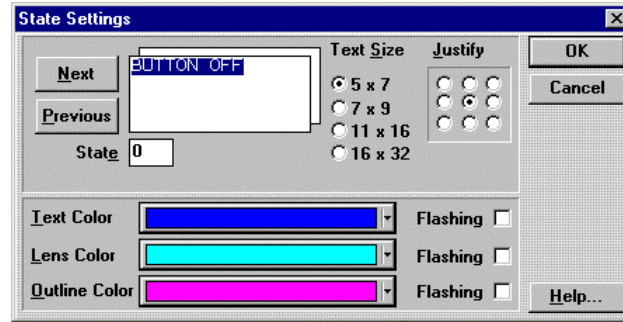 State Settings
Next
Previous
State 0
BUTTON OFF
Text Size
5 x 7
7 x 9
11 x 16
16 x 32
Justify
OK
Cancel
Text Color
Flashing
Lens Color
Flashing
Outline Color
Flashing
Help...